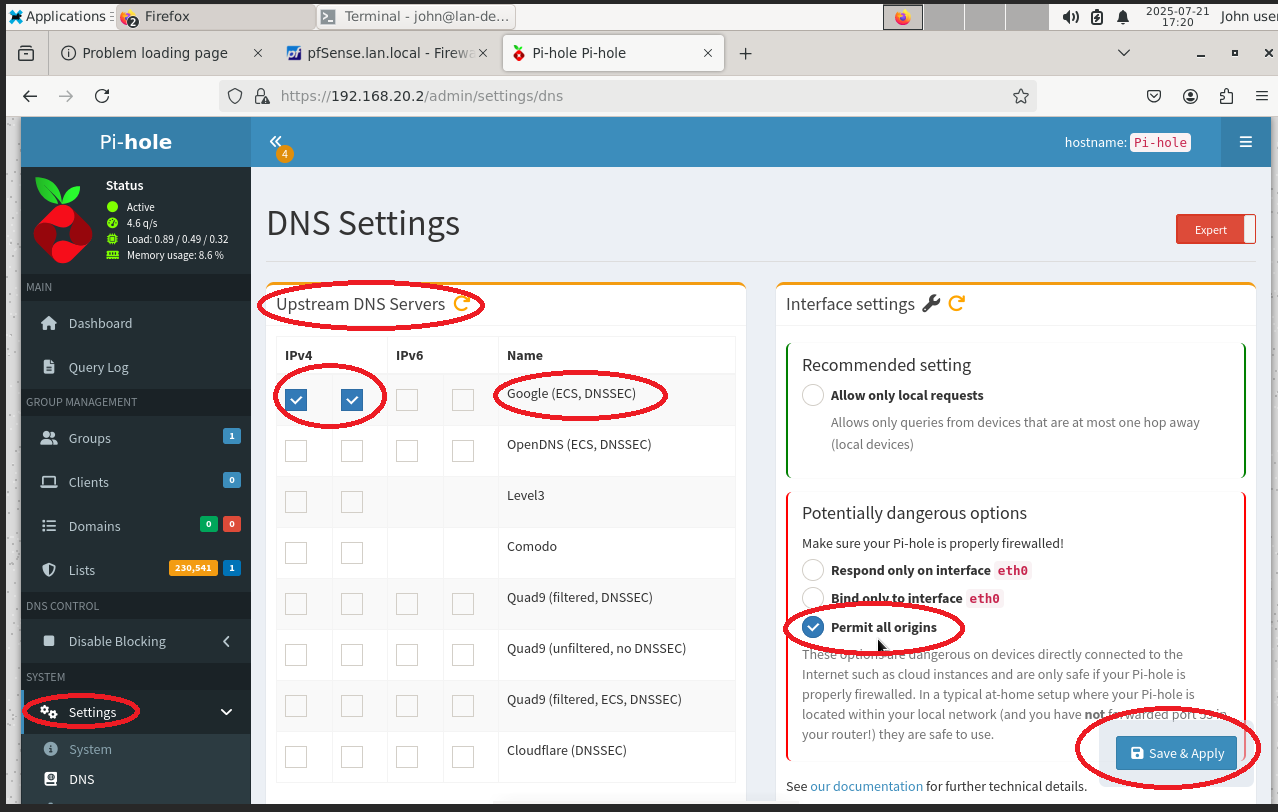 Applications
2 Firefox
Terminal - john@lan-de...
2025-07-21
17:20
John user
Problem loading page
pfSense.lan.local - Firewa
Pi-hole Pi-hole
https://192.168.20.2/admin/settings/dns
Pi-hole
4
hostname: Pi-hole
Status
Active
4.6 q/s
Load: 0.89 / 0.49 / 0.32
Memory usage: 8.6 %
DNS Settings
Expert
MAIN
Dashboard
Query Log
GROUP MANAGEMENT
Groups 1
Clients 0
Domains 0 0
Lists 230,541 1
DNS CONTROL
Disable Blocking
SYSTEM
Settings
System
DNS
Upstream DNS Servers
IPv4 IPv6 Name
Google (ECS, DNSSEC)
OpenDNS (ECS, DNSSEC)
Level3
Comodo
Quad9 (filtered, DNSSEC)
Quad9 (unfiltered, no DNSSEC)
Quad9 (filtered, ECS, DNSSEC)
Cloudflare (DNSSEC)
Interface settings
Recommended setting
Allow only local requests
Allows only queries from devices that are at most one hop away
(local devices)
Potentially dangerous options
Make sure your Pi-hole is properly firewalled!
Respond only on interface eth0
Bind only to interface eth0
Permit all origins
These options are dangerous on devices directly connected to the
Internet such as cloud instances and are only safe if your Pi-hole is
properly firewalled. In a typical at-home setup where your Pi-hole is
located within your local network (and you have not forwarded port 53 in
your router!) they are safe to use.
Save & Apply
See our documentation for further technical details.